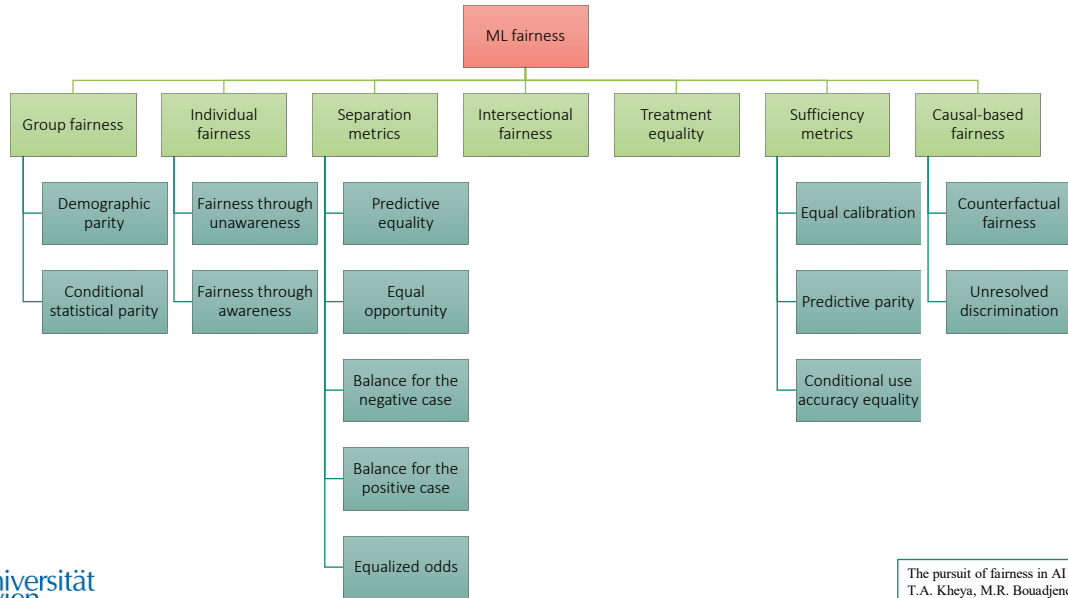 ML fairness
Group fairness
Individual
fairness
Separation
metrics
Intersectional
fairness
Treatment
equality
Sufficiency
metrics
Causal-based
fairness
Demographic
parity
Conditional
statistical parity
Fairness through
unawareness
Fairness through
awareness
Predictive
equality
Equal
opportunity
Balance for the
negative case
Balance for the
positive case
Equalized odds
Equal calibration
Predictive parity
Conditional use
accuracy equality
Counterfactual
fairness
Unresolved
discrimination
niversität
wien
The pursuit of fairness in AI
T.A. Kheya, M.R. Bouadjene